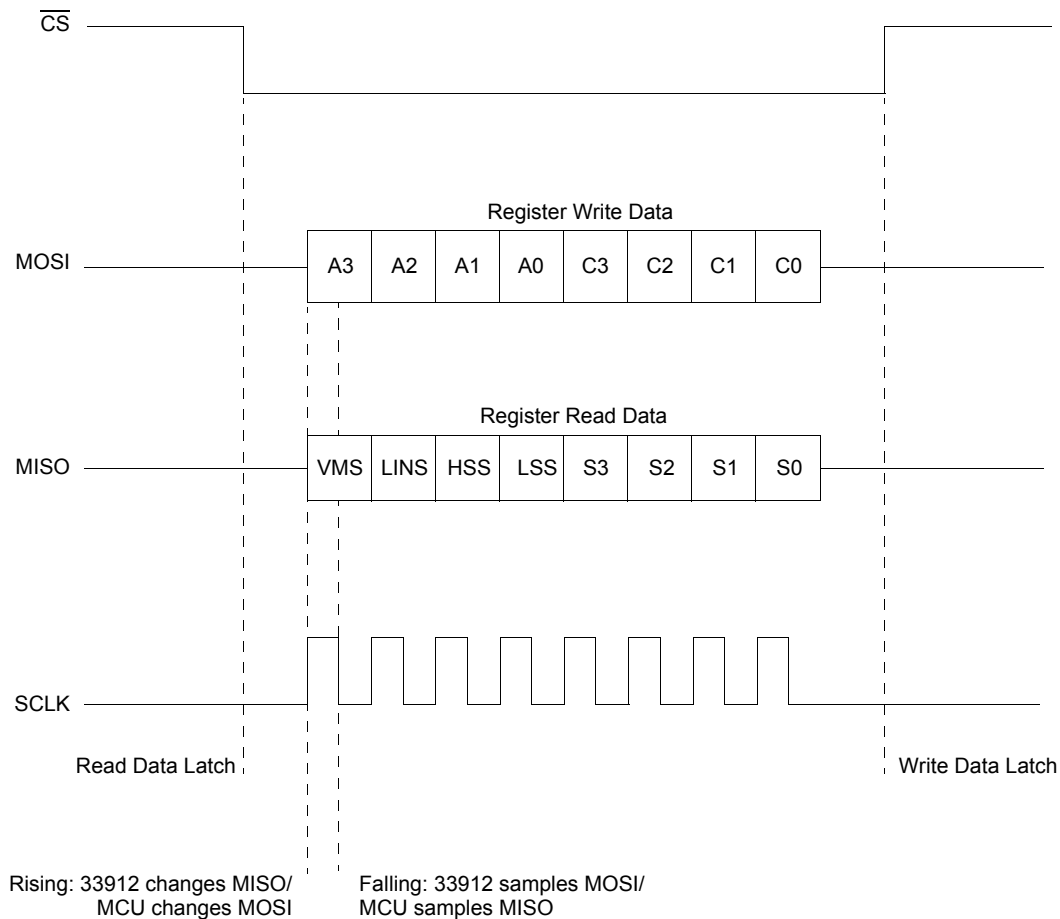 CS
Register Write Data
MOSI
A3 A2 A1 A0 C3 C2 C1 C0
Register Read Data
MISO
VMS LINS HSS LSS S3 S2 S1 S0
SCLK
Read Data Latch
Write Data Latch
Rising: 33912 changes MISO/
MCU changes MOSI
Falling: 33912 samples MOSI/
MCU samples MISO